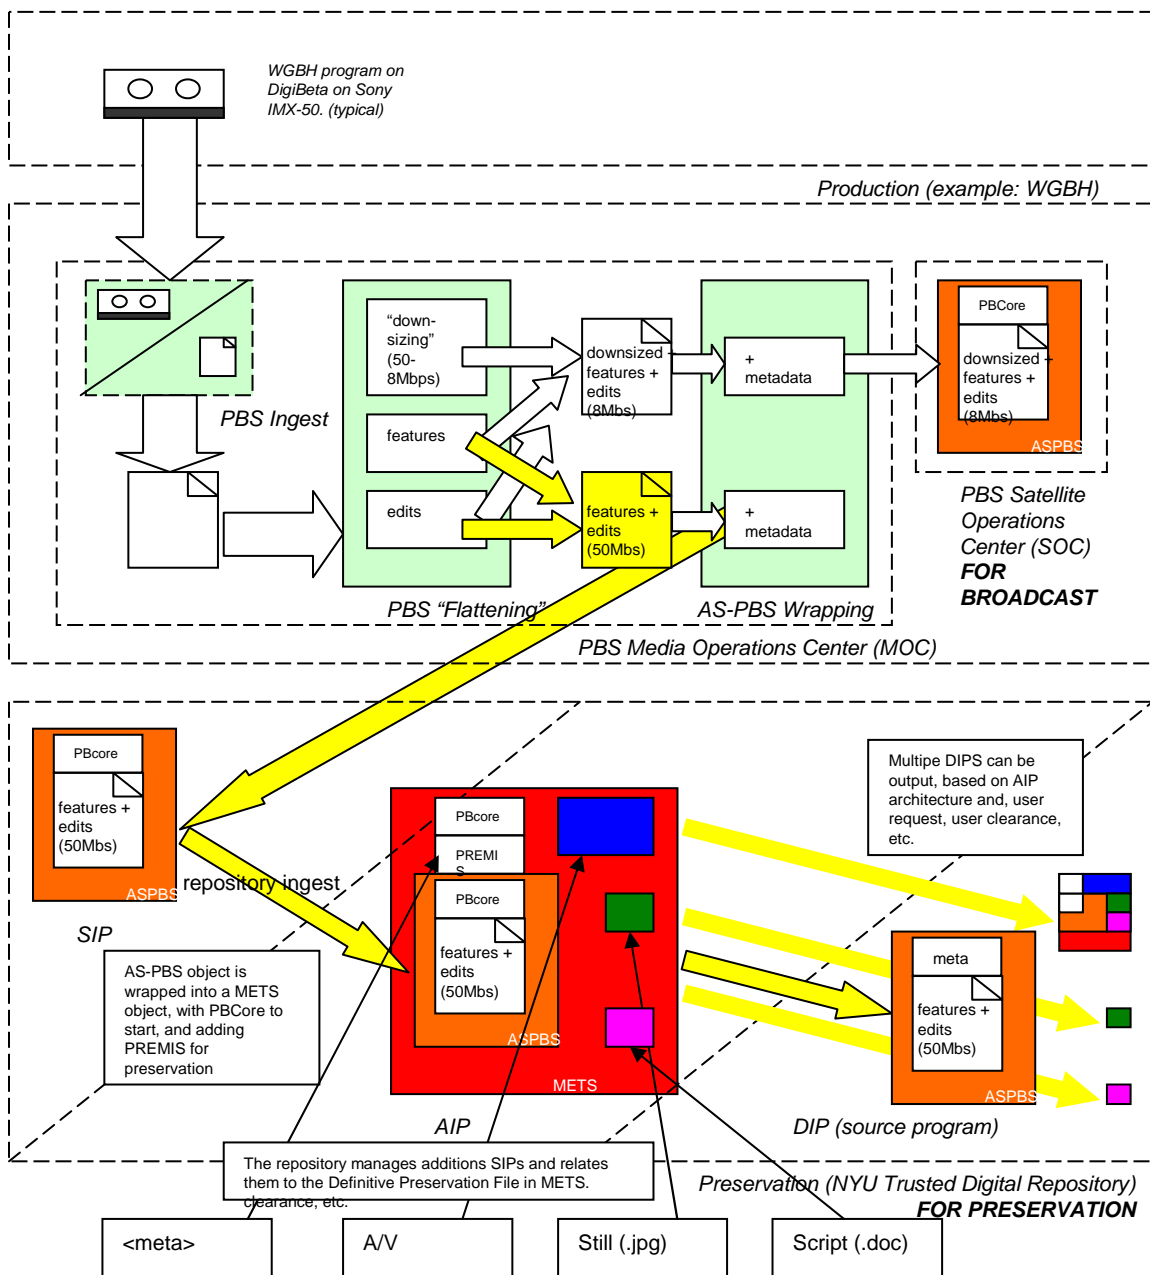 WGBH program on
DigiBeta on Sony
IMX-50. (typical)
Production (example: WGBH)
“down-
sizing”
(50-
8Mbps)
features
edits
downsized +
features +
edits
(8Mbs)
features +
edits
(50Mbs)
+
metadata
+
metadata
PBCore
downsized +
features +
edits
(8Mbs)
ASPBS
PBS Ingest
PBS “Flattening”
AS-PBS Wrapping
PBS Satellite
Operations
Center (SOC)
FOR
BROADCAST
PBS Media Operations Center (MOC)
PBcore
features +
edits
(50Mbs)
ASPBS
SIP
repository ingest
AS-PBS object is
wrapped into a METS
object, with PBCore to
start, and adding
PREMIS for
preservation
PBcore
PREMI
S
PBcore
features +
edits
(50Mbs)
ASPBS
METS
AIP
Multipe DIPS can be
output, based on AIP
architecture and, user
request, user clearance,
etc.
meta
features +
edits
(50Mbs)
ASPBS
DIP (source program)
The repository manages additions SIPs and relates
them to the Definitive Preservation File in METS.
clearance, etc.
Preservation (NYU Trusted Digital Repository)
FOR PRESERVATION
<meta>
A/V
Still (.jpg)
Script (.doc)